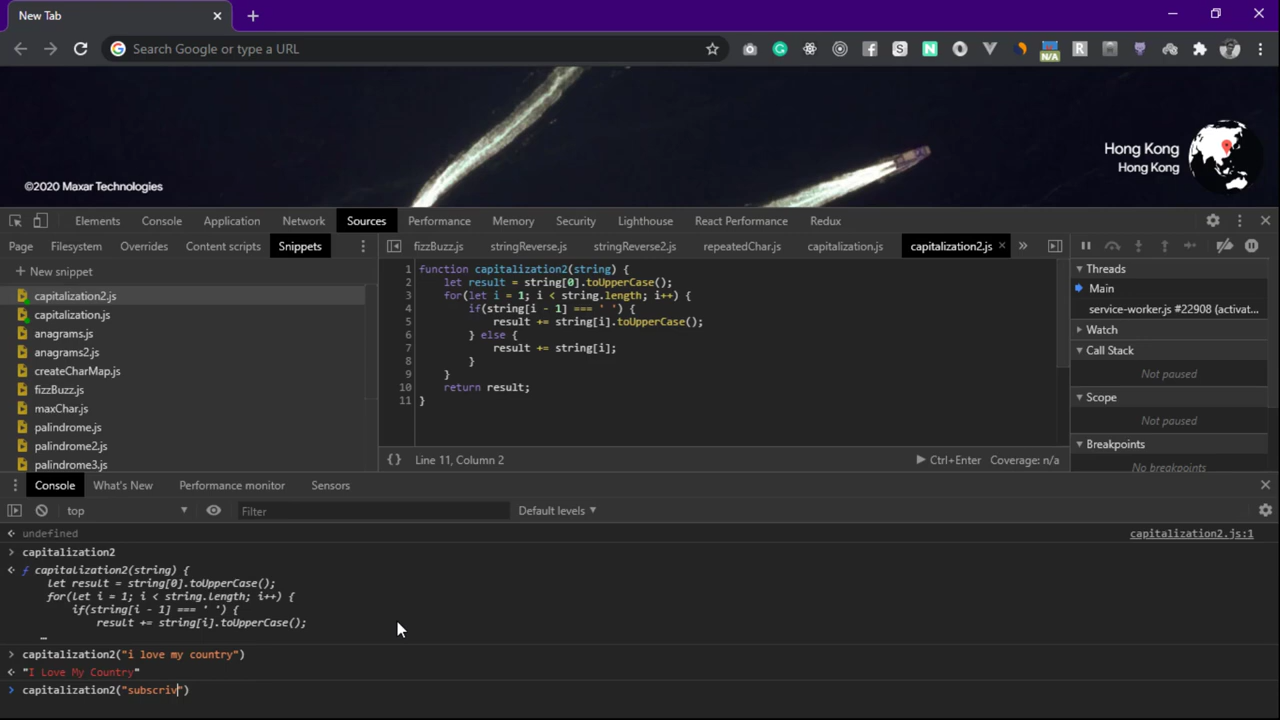 New Tab
Search Google or type a URL
N/A
Hong Kong
Hong Kong
©2020 Maxar Technologies
Elements Console Application Network Sources Performance Memory Security Lighthouse React Performance Redux
Page Filesystem Overrides Content scripts Snippets fizzBuzz.js stringReverse.js stringReverse2.js repeatedChar.js capitalization.js capitalization2.js
+ New snippet
capitalization2.js
capitalization.js
anagrams.js
anagrams2.js
createCharMap.js
fizzBuzz.js
maxChar.js
palindrome.js
palindrome2.js
palindrome3.js
1 function capitalization2(string) {
2 let result = string[0].toUpperCase();
3 for(let i = 1; i < string.length; i++) {
4 if(string[i - 1] === ' ') {
5 result += string[i].toUpperCase();
6 } else {
7 result += string[i];
8 }
9 }
10 return result;
11 }
{} Line 11, Column 2 Ctrl+Enter Coverage: n/a
Threads
Main
service-worker.js #22908 (activat...
Watch
Call Stack
Not paused
Scope
Not paused
Breakpoints
No breakpoints
Console What's New Performance monitor Sensors
top Filter Default levels
undefined capitalization2.js:1
capitalization2
ƒ capitalization2(string) {
let result = string[0].toUpperCase();
for(let i = 1; i < string.length; i++) {
if(string[i - 1] === ' ') {
result += string[i].toUpperCase();
…
capitalization2("i love my country")
"I Love My Country"
capitalization2("subscriv")